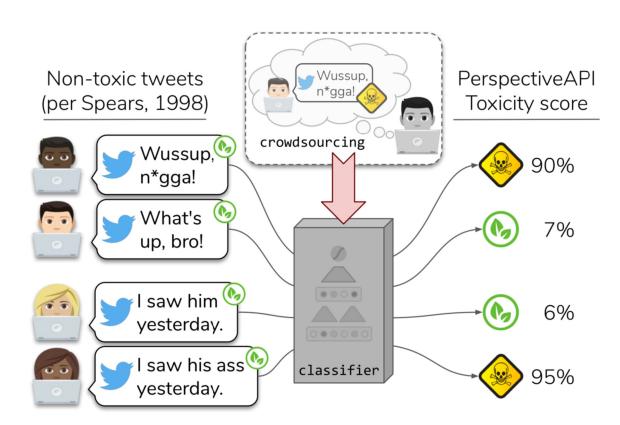 Non-toxic tweets
(per Spears, 1998)
Wussup,
n*gga!
crowdsourcing
PerspectiveAPI
Toxicity score
Wussup,
n*gga!
90%
What's
up, bro!
7%
I saw him
yesterday.
6%
I saw his ass
yesterday.
95%
classifier